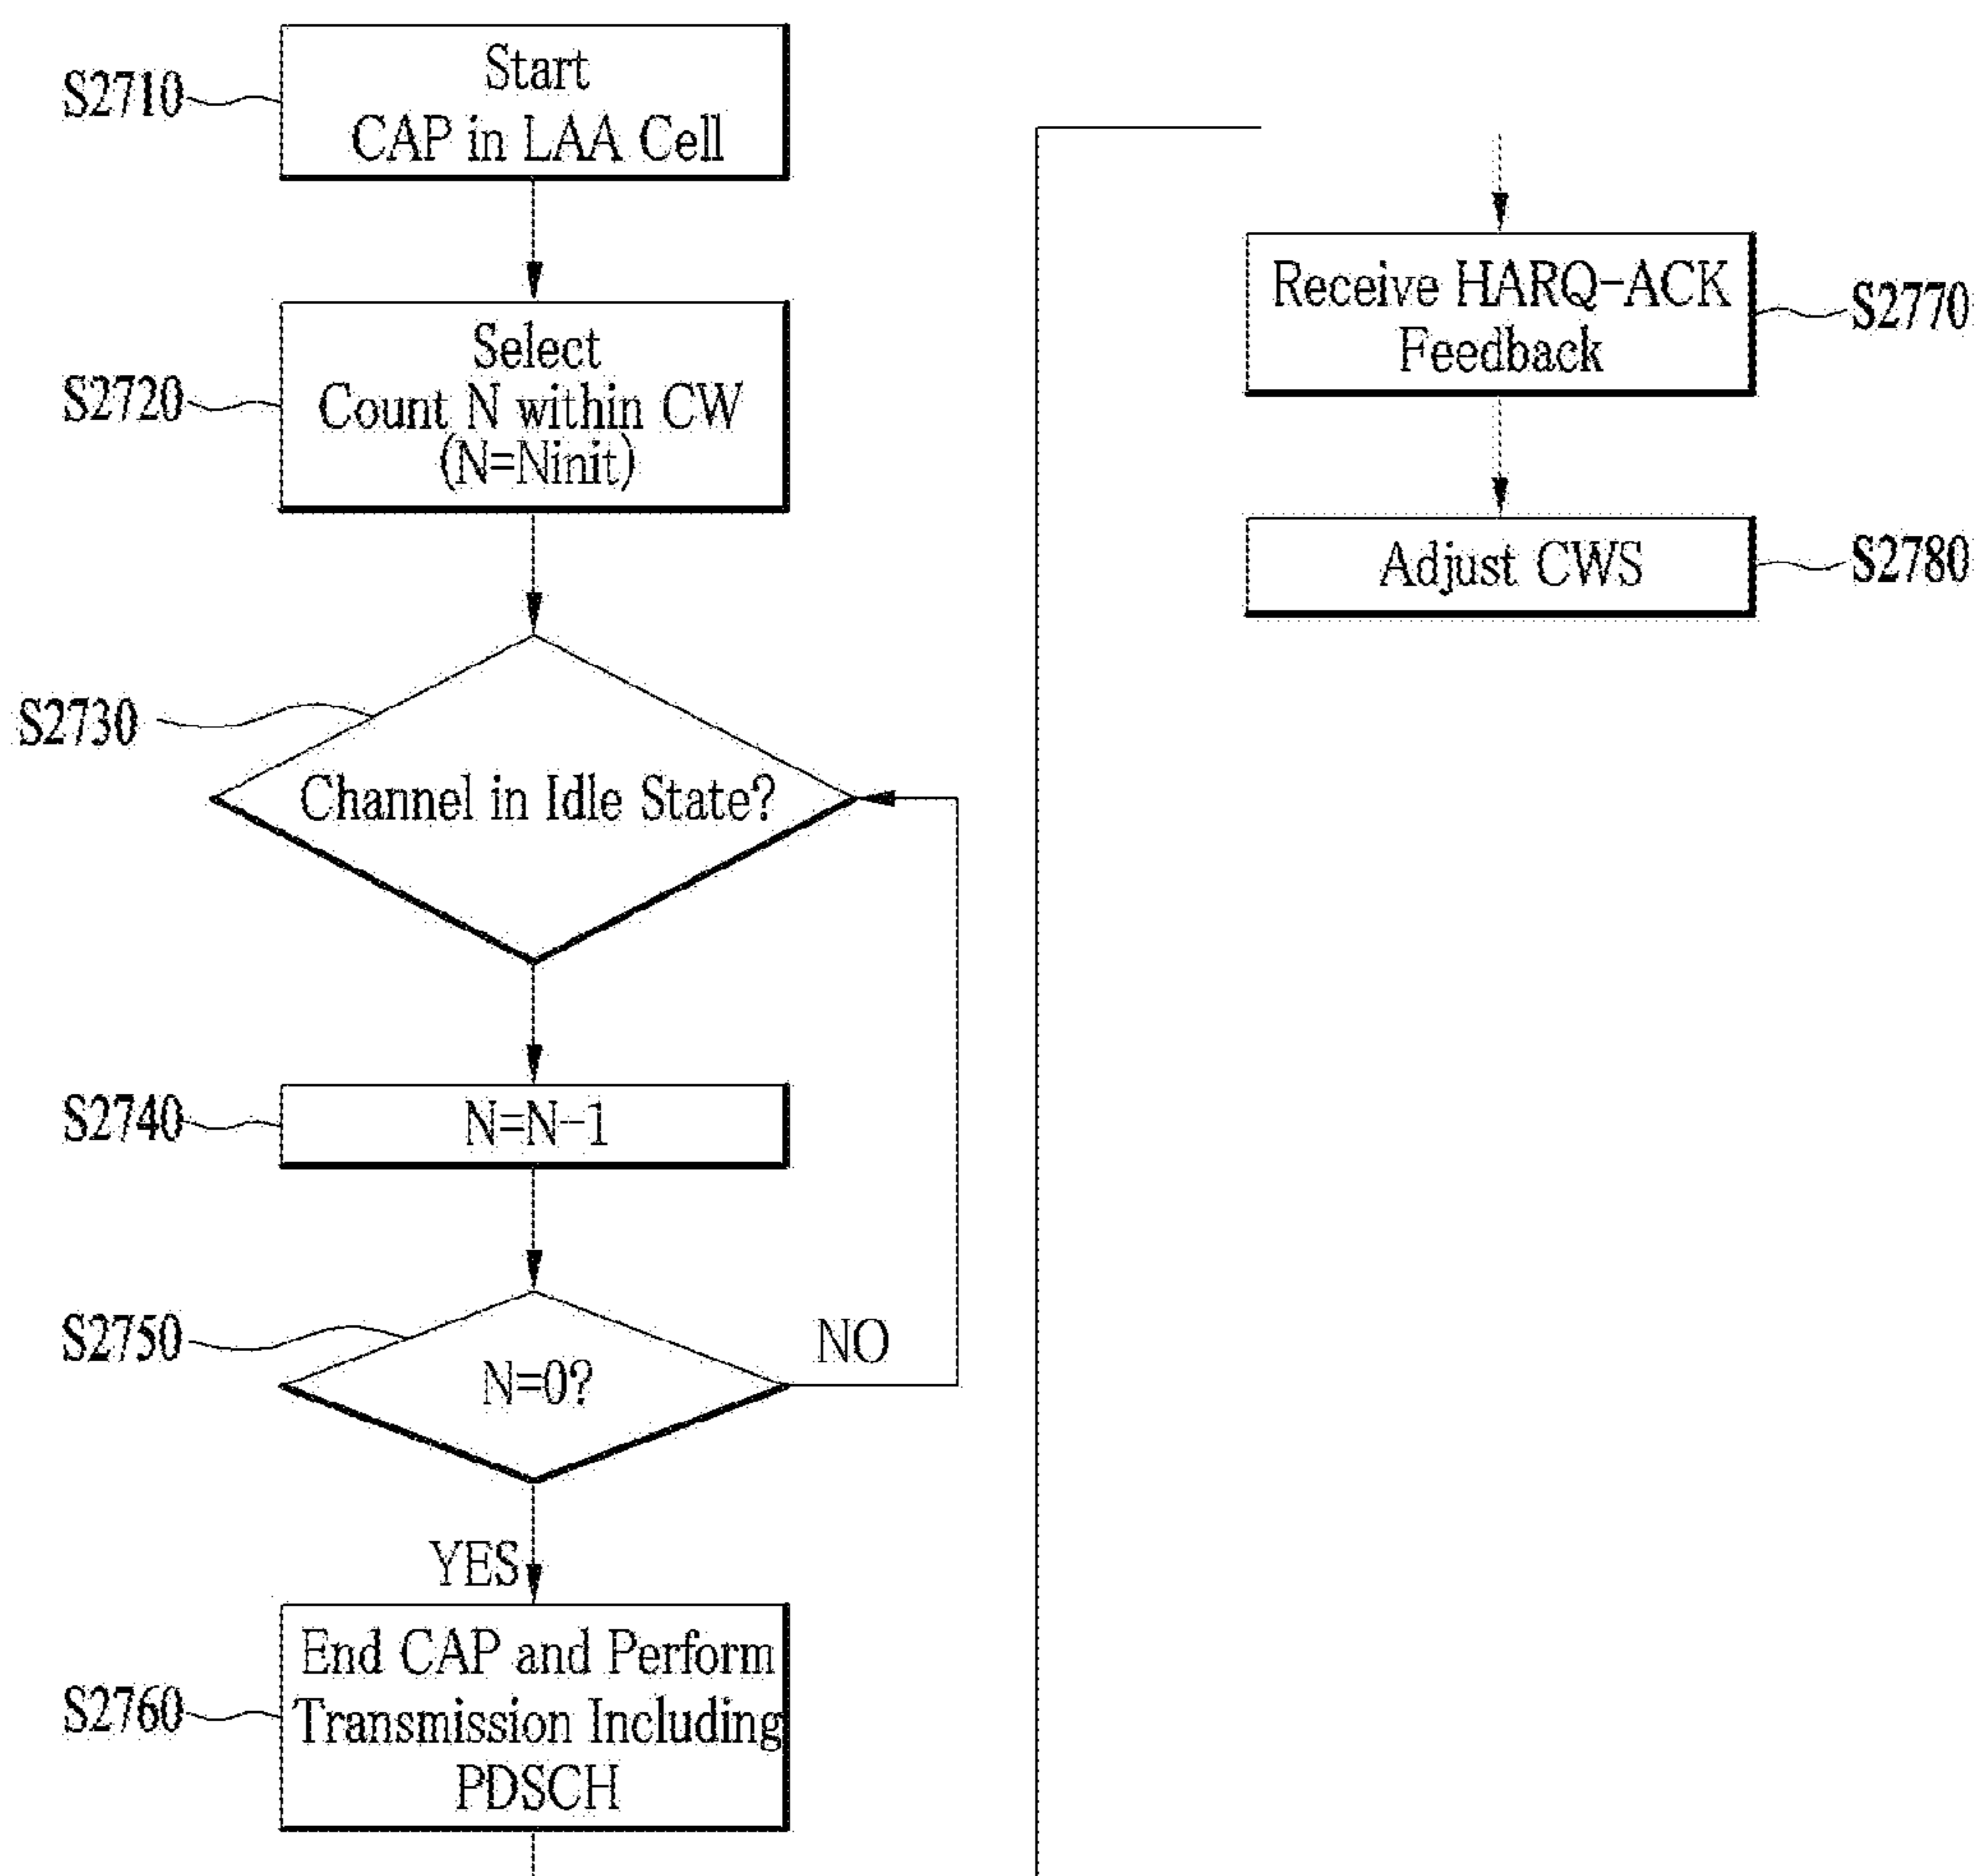 S2710
Start
CAP in LAA Cell
S2720
Select
Count N within CW
(N=Ninit)
S2730
Channel in Idle State?
S2740
N=N-1
S2750
N=0?
NO
YES
S2760
End CAP and Perform
Transmission Including
PDSCH
Receive HARQ-ACK
Feedback
S2770
Adjust CWS
S2780